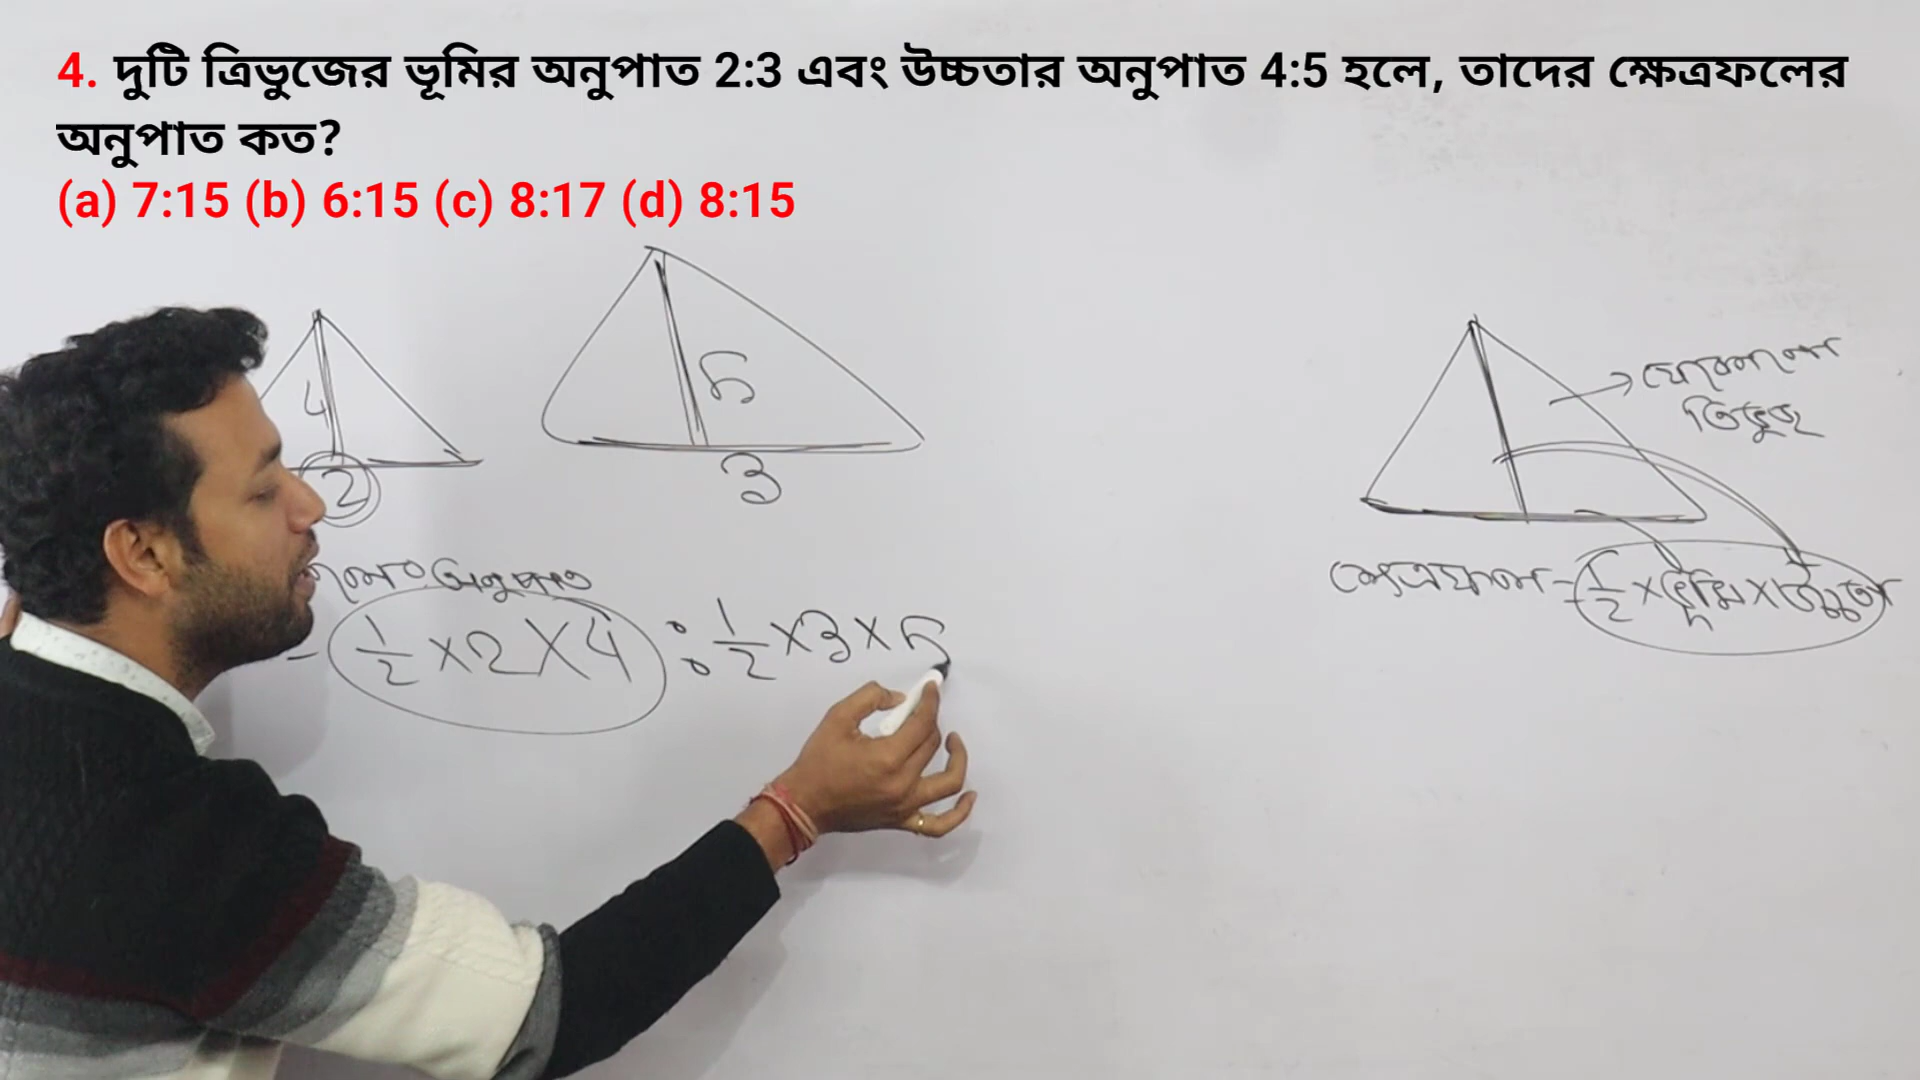 4. দুটি ত্রিভুজের ভূমির অনুপাত 2:3 এবং উচ্চতার অনুপাত 4:5 হলে, তাদের ক্ষেত্রফলের
অনুপাত কত?
(a) 7:15 (b) 6:15 (c) 8:17 (d) 8:15
4
2
5
3
যেকোনো
ত্রিভুজ
ক্ষেত্রফল = 1/2 × ভূমি × উচ্চতা
অনুপাত
= 1/2 × 2 × 4 : 1/2 × 3 × 5